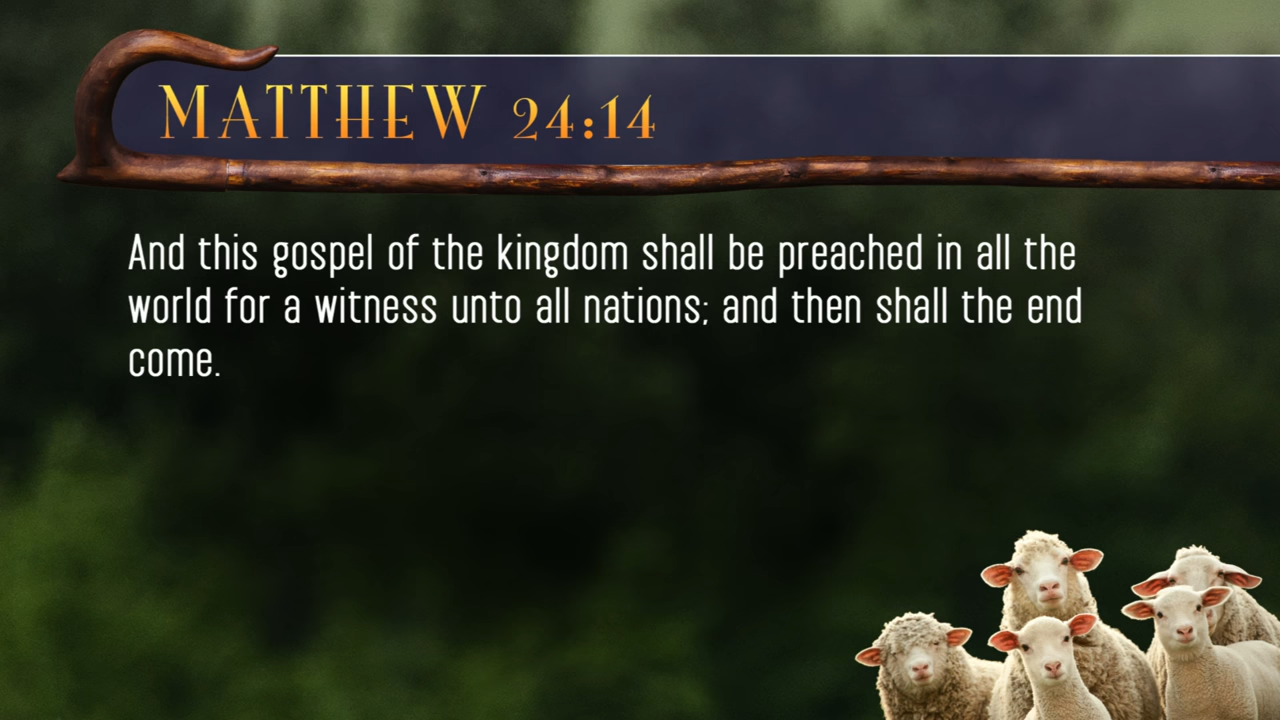 MATTHEW 24:14
And this gospel of the kingdom shall be preached in all the
world for a witness unto all nations; and then shall the end
come.